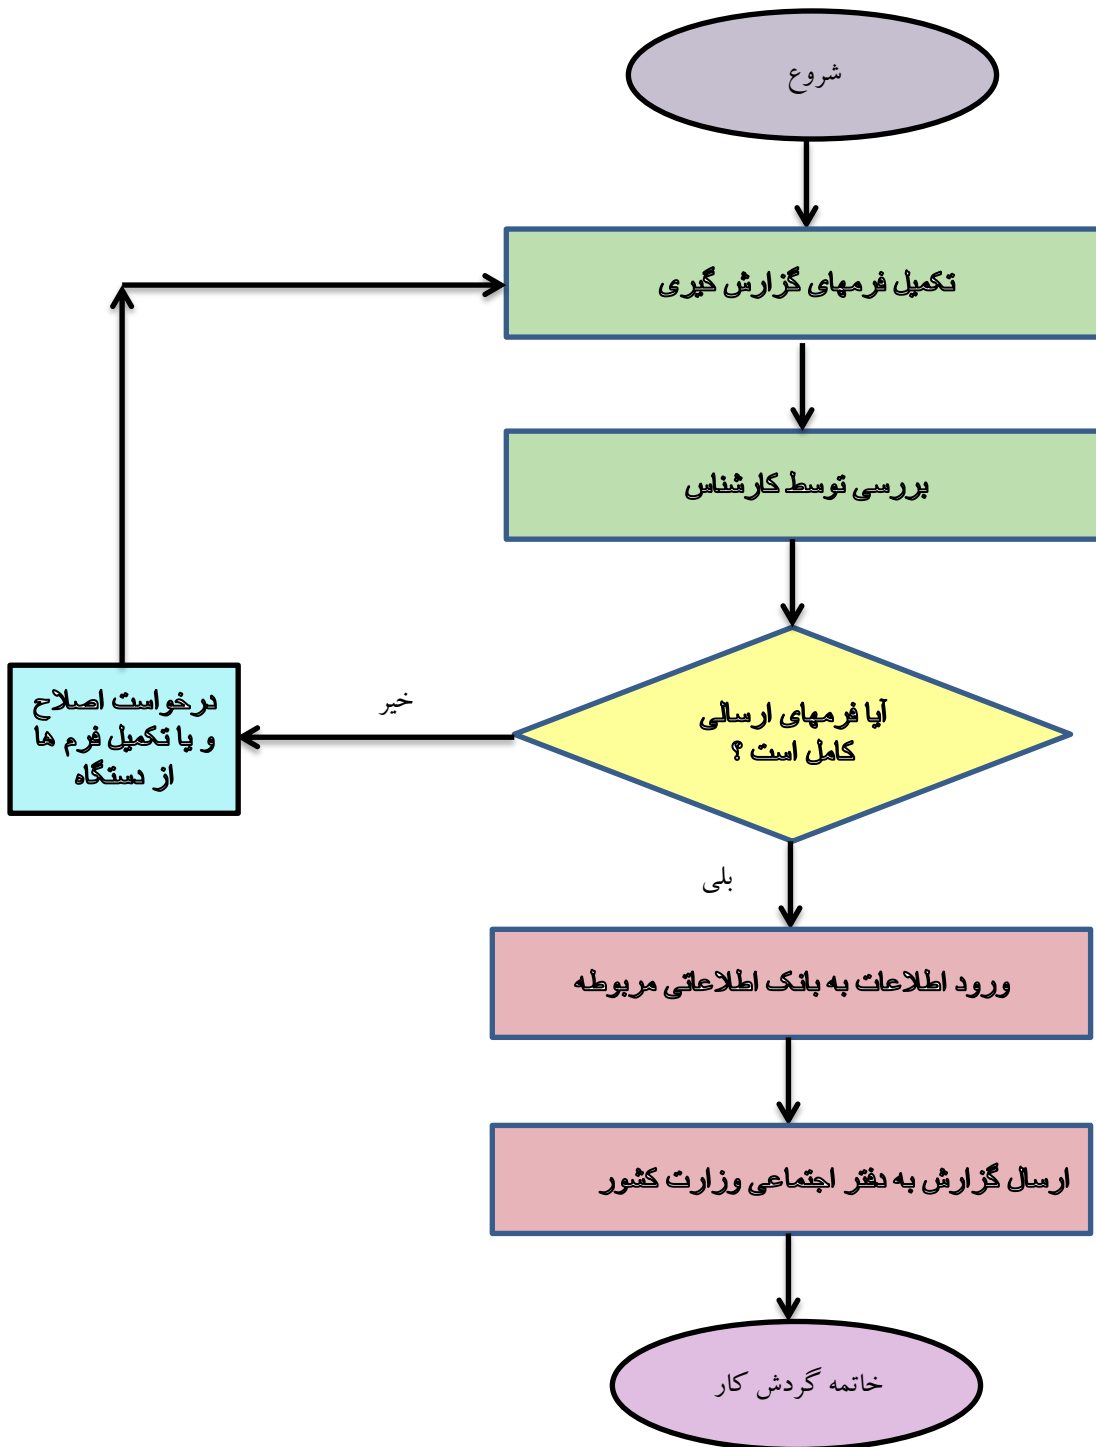 شروع
تکمیل فرمهای گزارش گیری
بررسی توسط کارشناس
آیا فرمهای ارسالی
کامل است ؟
خیر
درخواست اصلاح
و یا تکمیل فرم ها
از دستگاه
بلی
ورود اطلاعات به بانک اطلاعاتی مربوطه
ارسال گزارش به دفتر اجتماعی وزارت کشور
خاتمه گردش کار